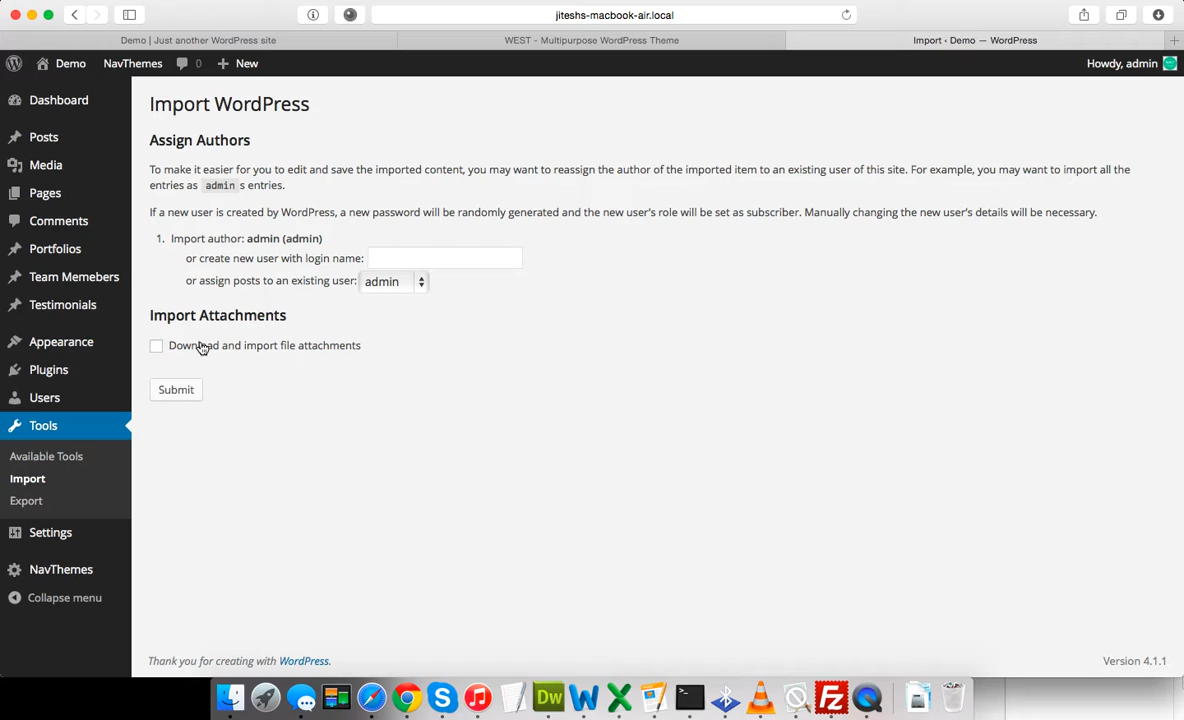 jiteshs-macbook-air.local
Demo | Just another WordPress site
WEST - Multipurpose WordPress Theme
Import ‹ Demo — WordPress
Demo
NavThemes
0
New
Howdy, admin
Dashboard
Posts
Media
Pages
Comments
Portfolios
Team Memebers
Testimonials
Appearance
Plugins
Users
Tools
Available Tools
Import
Export
Settings
NavThemes
Collapse menu
Import WordPress
Assign Authors
To make it easier for you to edit and save the imported content, you may want to reassign the author of the imported item to an existing user of this site. For example, you may want to import all the
entries as admin s entries.
If a new user is created by WordPress, a new password will be randomly generated and the new user's role will be set as subscriber. Manually changing the new user's details will be necessary.
1. Import author: admin (admin)
or create new user with login name:
or assign posts to an existing user: admin
Import Attachments
Download and import file attachments
Submit
Thank you for creating with WordPress.
Version 4.1.1
Dw
Fz